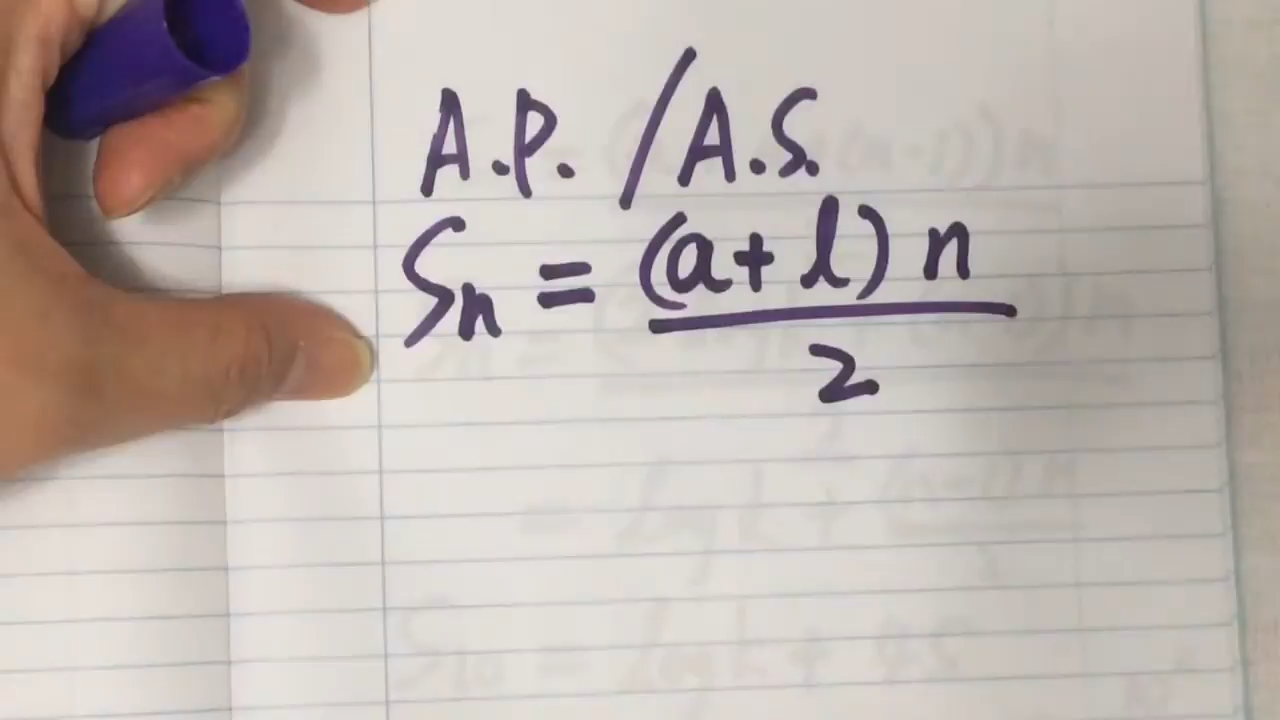 A.P. / A.S.
Sn = (a + l) n / 2